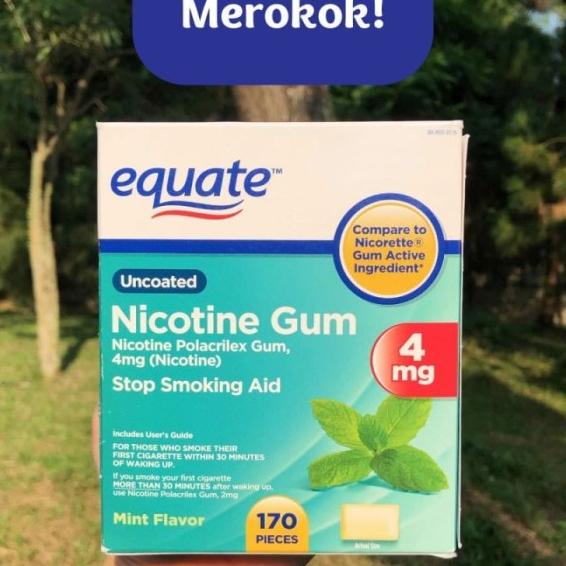 Merokok!
equate™
Compare to
Nicorette®
Gum Active
Ingredient*
Uncoated
Nicotine Gum
Nicotine Polacrilex Gum,
4mg (Nicotine)
Stop Smoking Aid
4
mg
Includes User's Guide
FOR THOSE WHO SMOKE THEIR
FIRST CIGARETTE WITHIN 30 MINUTES
OF WAKING UP.
If you smoke your first cigarette
MORE THAN 30 MINUTES after waking up,
use Nicotine Polacrilex Gum, 2mg
Mint Flavor
170
PIECES
Actual Size